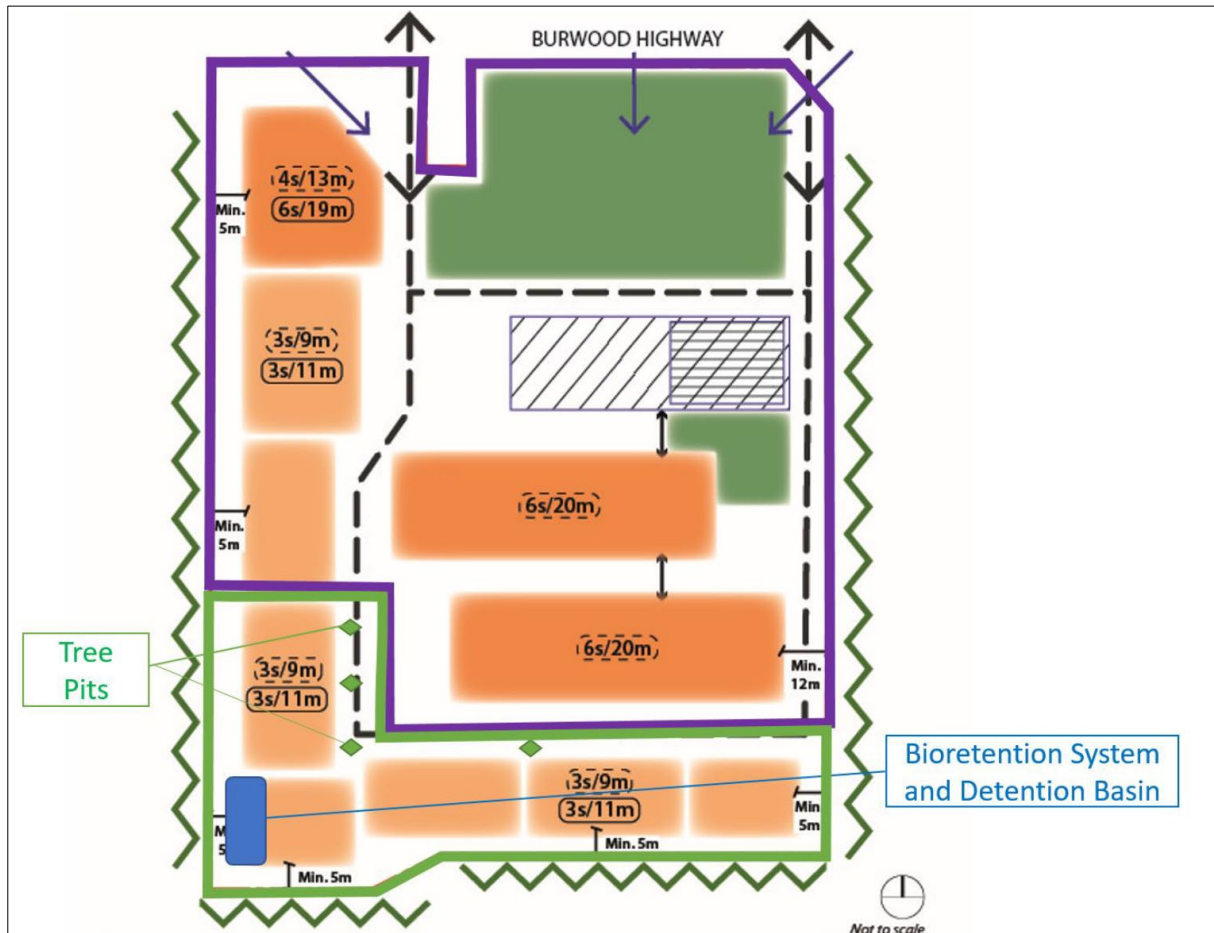 BURWOOD HIGHWAY
4s/13m
6s/19m
Min.
5m
3s/9m
3s/11m
Min.
5m
6s/20m
6s/20m
Min.
12m
Tree
Pits
3s/9m
3s/11m
Bioretention System
and Detention Basin
3s/9m
3s/11m
Min
5m
Min. 5m
Min. 5m
Not to scale